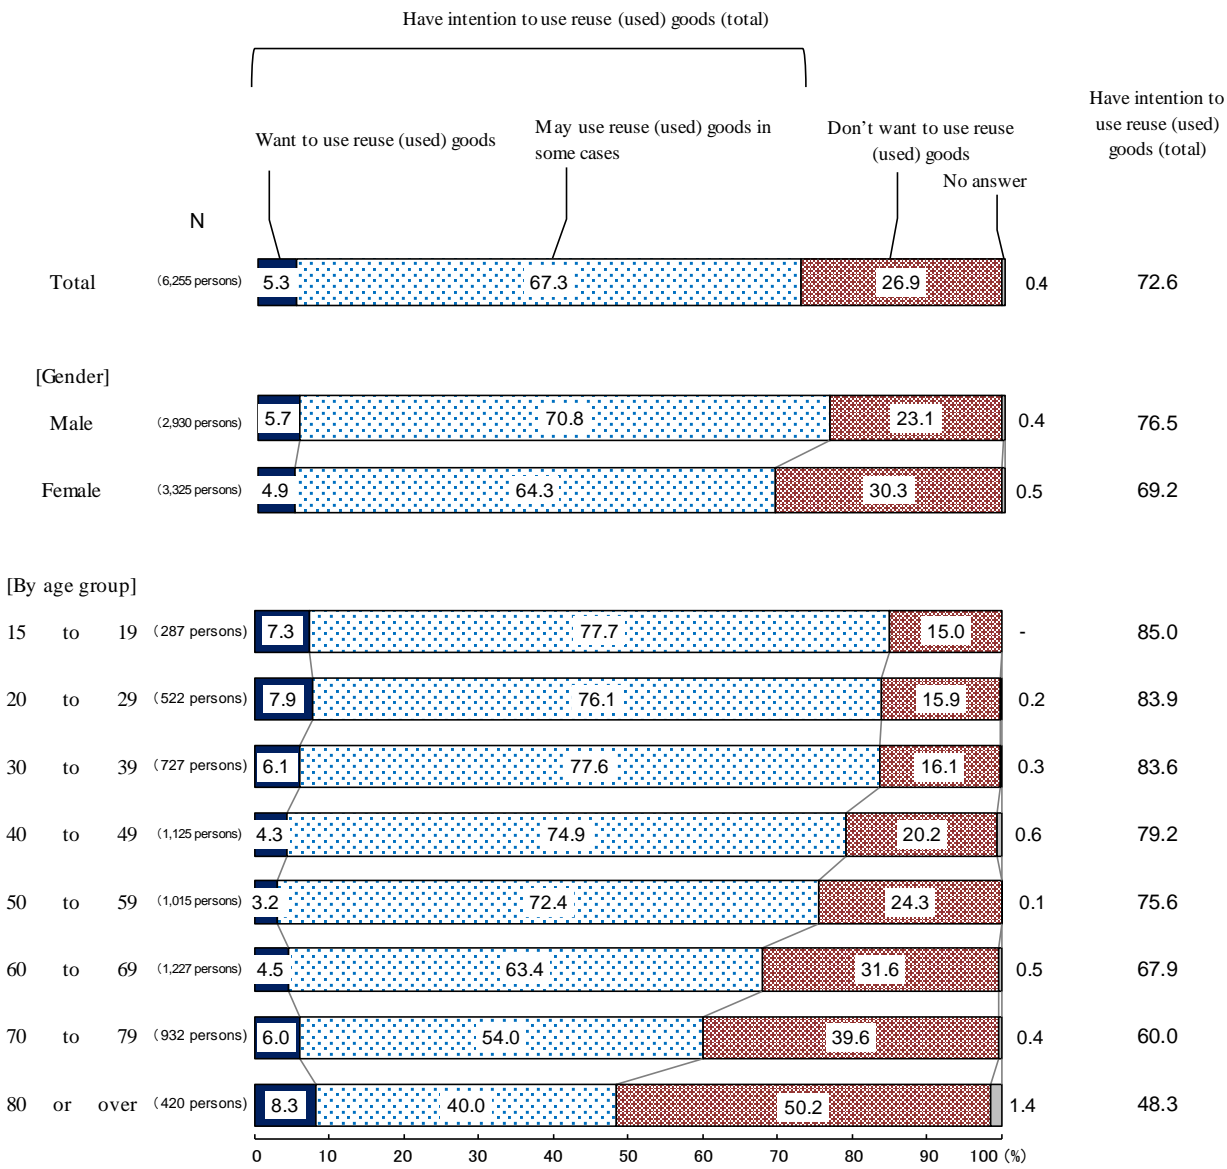 Have intention to use reuse (used) goods (total)
Have intention to
use reuse (used)
goods (total)
Want to use reuse (used) goods
May use reuse (used) goods in
some cases
Don't want to use reuse
(used) goods
No answer
N
Total (6,255 persons) 5.3 67.3 26.9 0.4 72.6
[Gender]
Male (2,930 persons) 5.7 70.8 23.1 0.4 76.5
Female (3,325 persons) 4.9 64.3 30.3 0.5 69.2
[By age group]
15 to 19 (287 persons) 7.3 77.7 15.0 - 85.0
20 to 29 (522 persons) 7.9 76.1 15.9 0.2 83.9
30 to 39 (727 persons) 6.1 77.6 16.1 0.3 83.6
40 to 49 (1,125 persons) 4.3 74.9 20.2 0.6 79.2
50 to 59 (1,015 persons) 3.2 72.4 24.3 0.1 75.6
60 to 69 (1,227 persons) 4.5 63.4 31.6 0.5 67.9
70 to 79 (932 persons) 6.0 54.0 39.6 0.4 60.0
80 or over (420 persons) 8.3 40.0 50.2 1.4 48.3
0 10 20 30 40 50 60 70 80 90 100 (%)